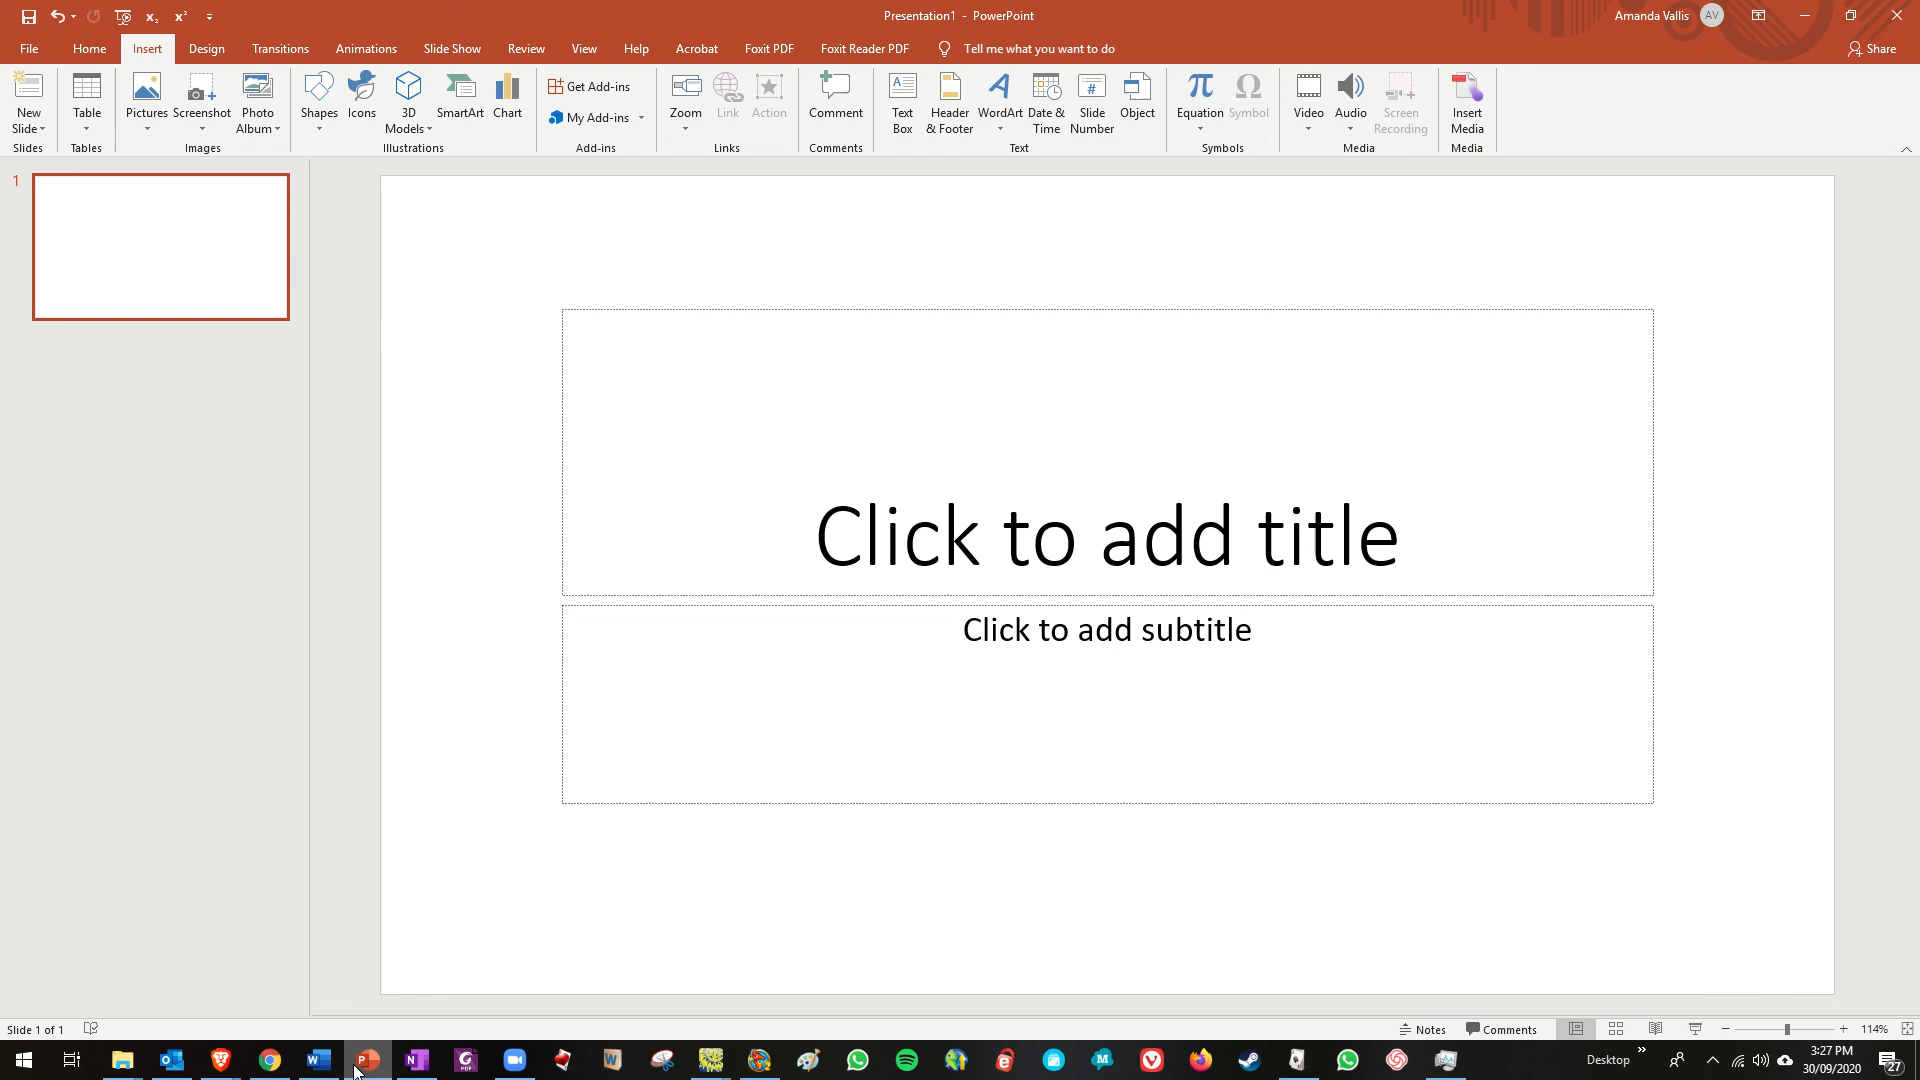 Presentation1 - PowerPoint
Amanda Vallis AV
File Home Insert Design Transitions Animations Slide Show Review View Help Acrobat Foxit PDF Foxit Reader PDF Tell me what you want to do Share
New Slide
Table
Pictures
Screenshot
Photo Album
Shapes
Icons
3D Models
SmartArt
Chart
Get Add-ins
My Add-ins
Zoom
Link
Action
Comment
Text Box
Header & Footer
WordArt
Date & Time
Slide Number
Object
Equation
Symbol
Video
Audio
Screen Recording
Insert Media
Slides Tables Images Illustrations Add-ins Links Comments Text Symbols Media Media
1
Click to add title
Click to add subtitle
Slide 1 of 1
Notes Comments 114%
Desktop
3:27 PM
30/09/2020
27